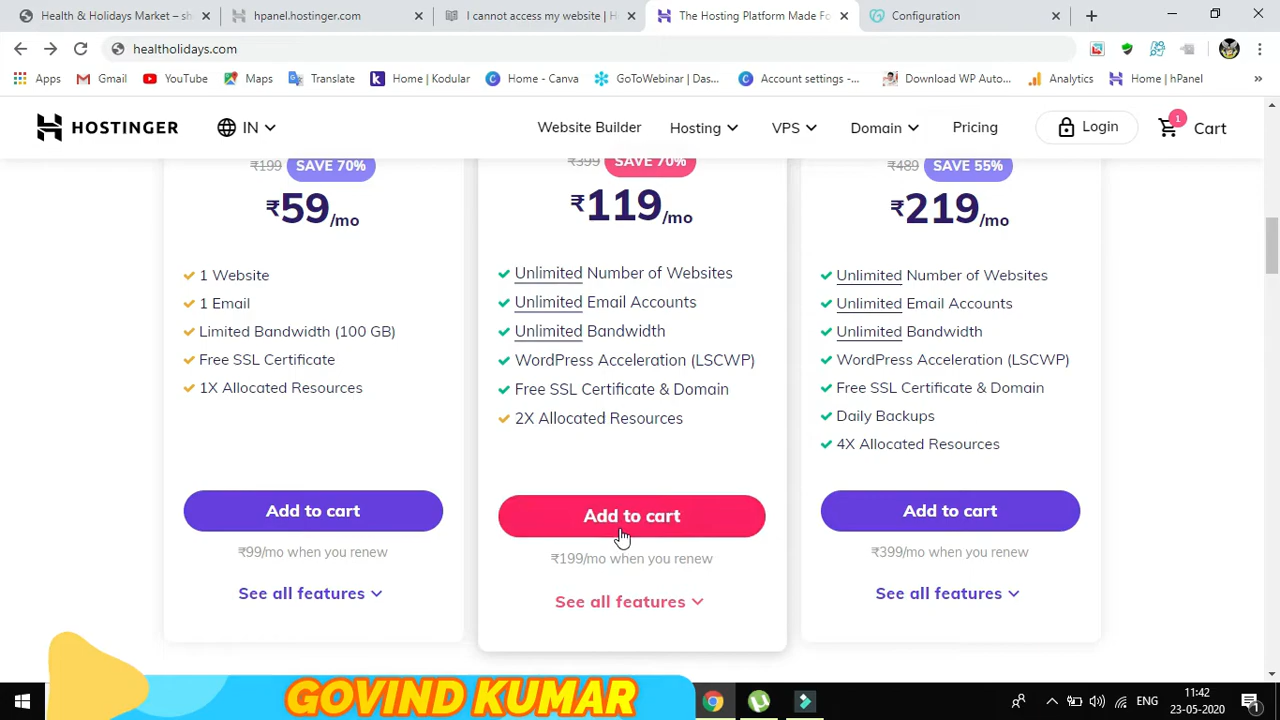 Health & Holidays Market – sh
hpanel.hostinger.com
I cannot access my website | H
The Hosting Platform Made Fo
Configuration
healtholidays.com
Apps
Gmail
YouTube
Maps
Translate
Home | Kodular
Home - Canva
GoToWebinar | Das...
Account settings -...
Download WP Auto...
Analytics
Home | hPanel
»
HOSTINGER
IN
Website Builder
Hosting
VPS
Domain
Pricing
Login
1
Cart
₹199 SAVE 70%
₹59/mo
1 Website
1 Email
Limited Bandwidth (100 GB)
Free SSL Certificate
1X Allocated Resources
Add to cart
₹99/mo when you renew
See all features
₹399 SAVE 70%
₹119/mo
Unlimited Number of Websites
Unlimited Email Accounts
Unlimited Bandwidth
WordPress Acceleration (LSCWP)
Free SSL Certificate & Domain
2X Allocated Resources
Add to cart
₹199/mo when you renew
See all features
₹489 SAVE 55%
₹219/mo
Unlimited Number of Websites
Unlimited Email Accounts
Unlimited Bandwidth
WordPress Acceleration (LSCWP)
Free SSL Certificate & Domain
Daily Backups
4X Allocated Resources
Add to cart
₹399/mo when you renew
See all features
GOVIND KUMAR
ENG
11:42
23-05-2020
1